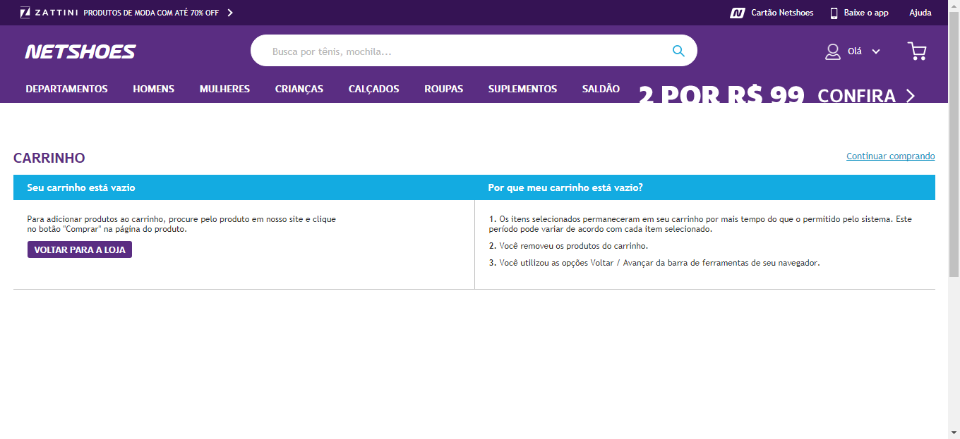 ZATTINI PRODUTOS DE MODA COM ATÉ 70% OFF
Cartão Netshoes
Baixe o app
Ajuda
NETSHOES
Busca por tênis, mochila...
Olá
DEPARTAMENTOS HOMENS MULHERES CRIANÇAS CALÇADOS ROUPAS SUPLEMENTOS SALDÃO
2 POR R$ 99 CONFIRA
CARRINHO
Continuar comprando
Seu carrinho está vazio
Para adicionar produtos ao carrinho, procure pelo produto em nosso site e clique
no botão "Comprar" na página do produto.
VOLTAR PARA A LOJA
Por que meu carrinho está vazio?
1. Os itens selecionados permaneceram em seu carrinho por mais tempo do que o permitido pelo sistema. Este
período pode variar de acordo com cada item selecionado.
2. Você removeu os produtos do carrinho.
3. Você utilizou as opções Voltar / Avançar da barra de ferramentas de seu navegador.